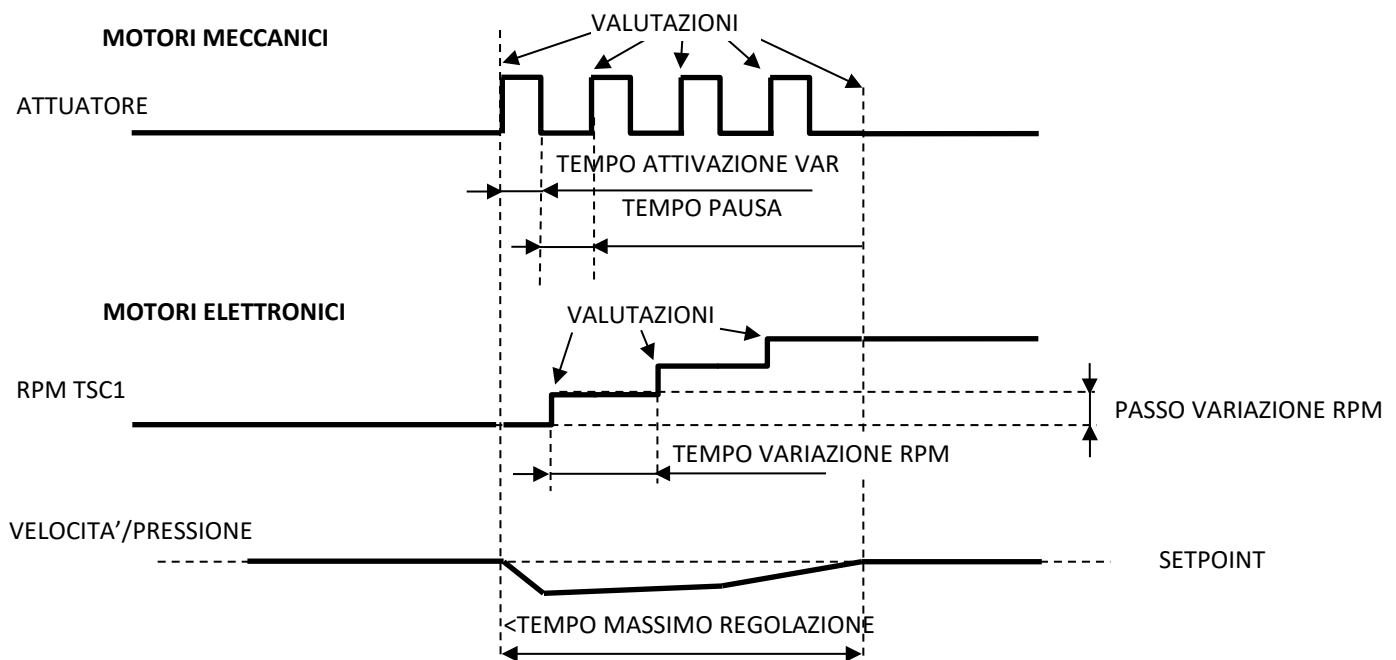 VALUTAZIONI
MOTORI MECCANICI
ATTUATORE
TEMPO ATTIVAZIONE VAR
TEMPO PAUSA
MOTORI ELETTRONICI
VALUTAZIONI
RPM TSC1
PASSO VARIAZIONE RPM
TEMPO VARIAZIONE RPM
VELOCITA’/PRESSIONE
SETPOINT
<TEMPO MASSIMO REGOLAZIONE